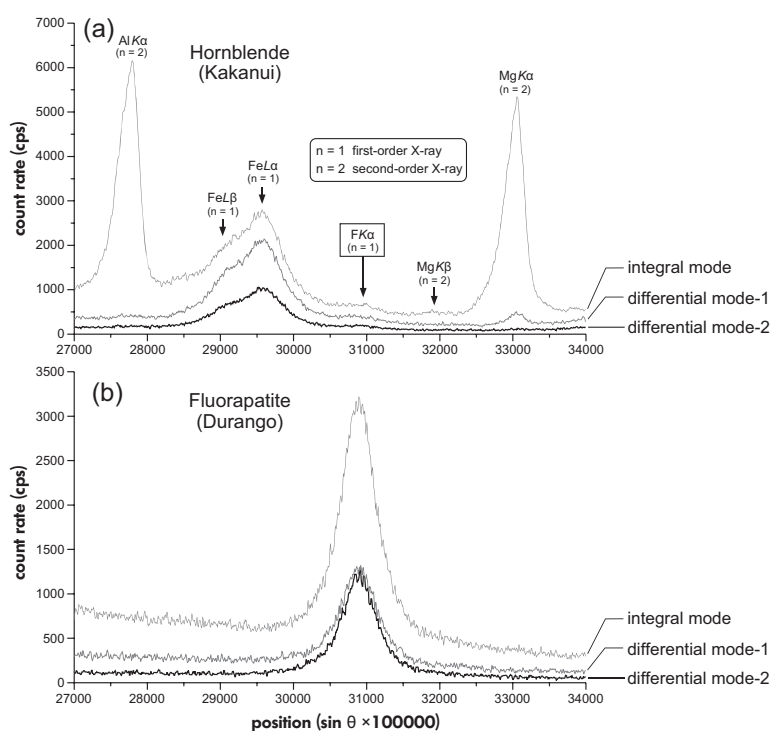 (a)
Hornblende
(Kakanui)
AlKα
(n = 2)
FeLβ
(n = 1)
FeLα
(n = 1)
n = 1 first-order X-ray
n = 2 second-order X-ray
FKα
(n = 1)
MgKβ
(n = 2)
MgKα
(n = 2)
integral mode
differential mode-1
differential mode-2
count rate (cps)
7000
6000
5000
4000
3000
2000
1000
0
27000 28000 29000 30000 31000 32000 33000 34000
(b)
Fluorapatite
(Durango)
integral mode
differential mode-1
differential mode-2
count rate (cps)
3500
3000
2500
2000
1500
1000
500
0
27000 28000 29000 30000 31000 32000 33000 34000
position (sin θ ×100000)